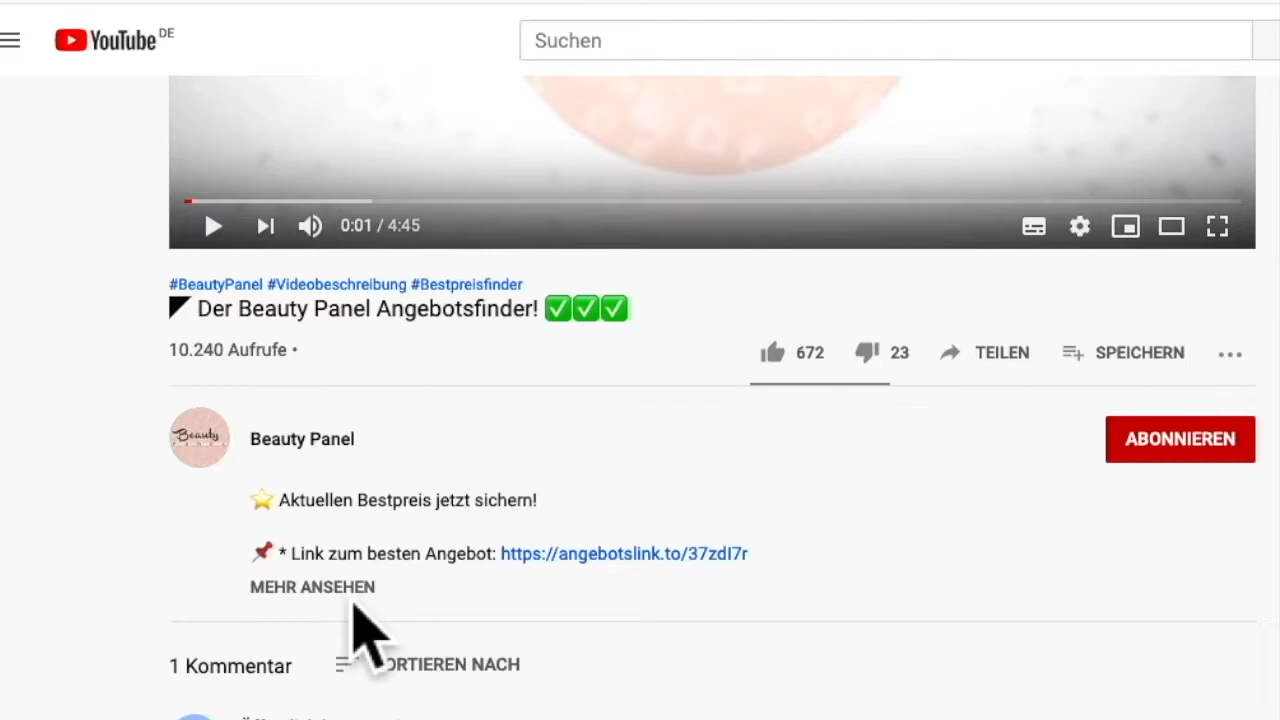 YouTube DE
Suchen
0:01 / 4:45
#BeautyPanel #Videobeschreibung #Bestpreisfinder
Der Beauty Panel Angebotsfinder! ✅✅✅
10.240 Aufrufe •
672 23 TEILEN SPEICHERN
Beauty
Beauty Panel
ABONNIEREN
⭐ Aktuellen Bestpreis jetzt sichern!
📌 * Link zum besten Angebot: https://angebotslink.to/37zdI7r
MEHR ANSEHEN
1 Kommentar
NACH